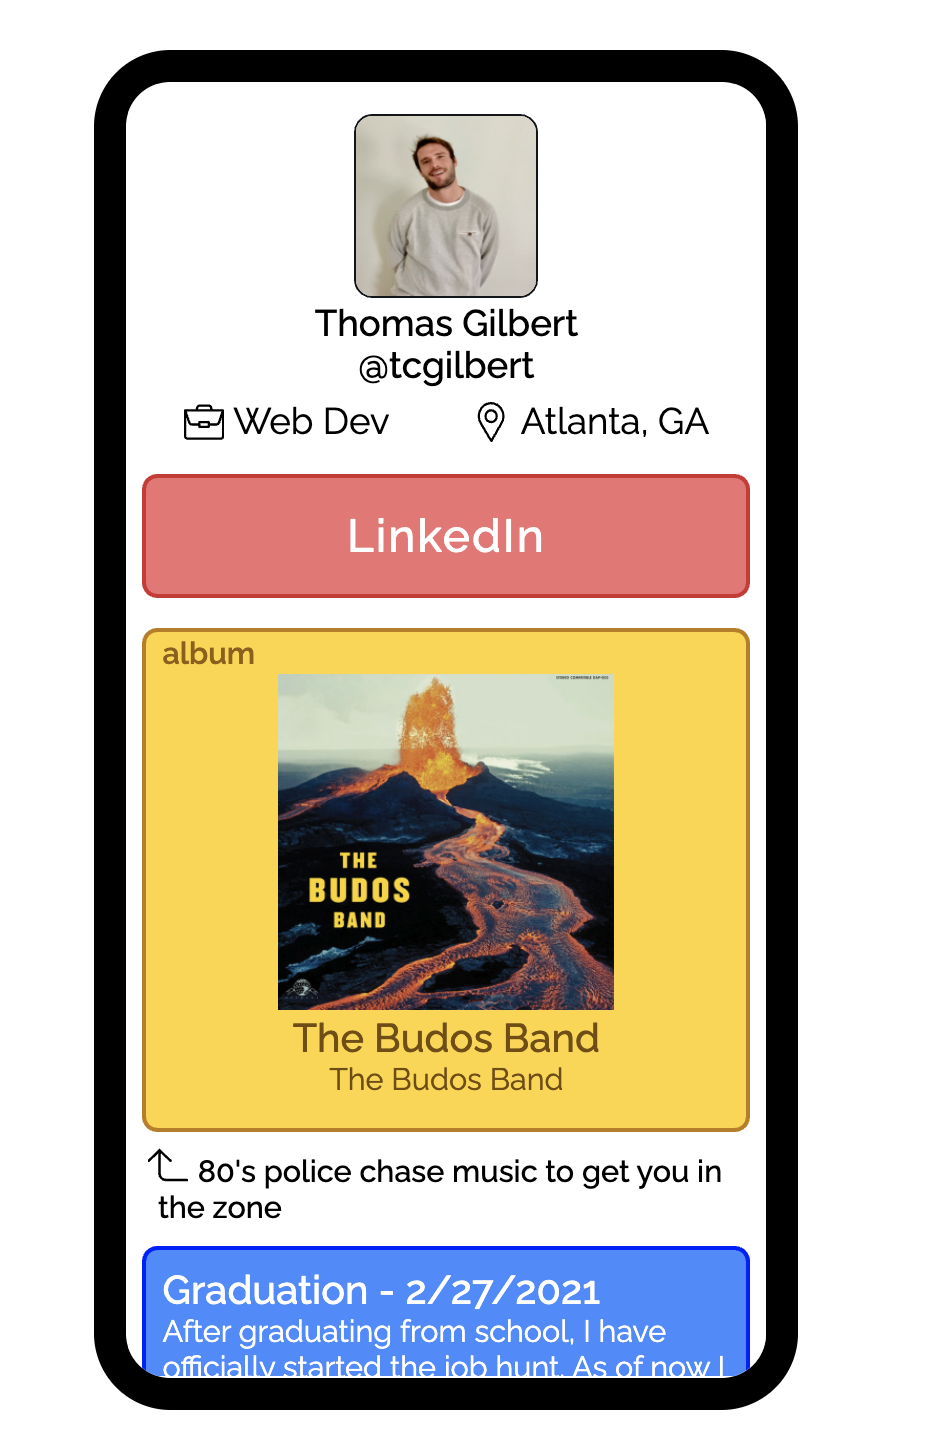 Thomas Gilbert
@tcgilbert
Web Dev
Atlanta, GA
LinkedIn
album
THE
BUDOS
BAND
The Budos Band
The Budos Band
80's police chase music to get you in
the zone
Graduation - 2/27/2021
After graduating from school, I have
officially started the job hunt. As of now I